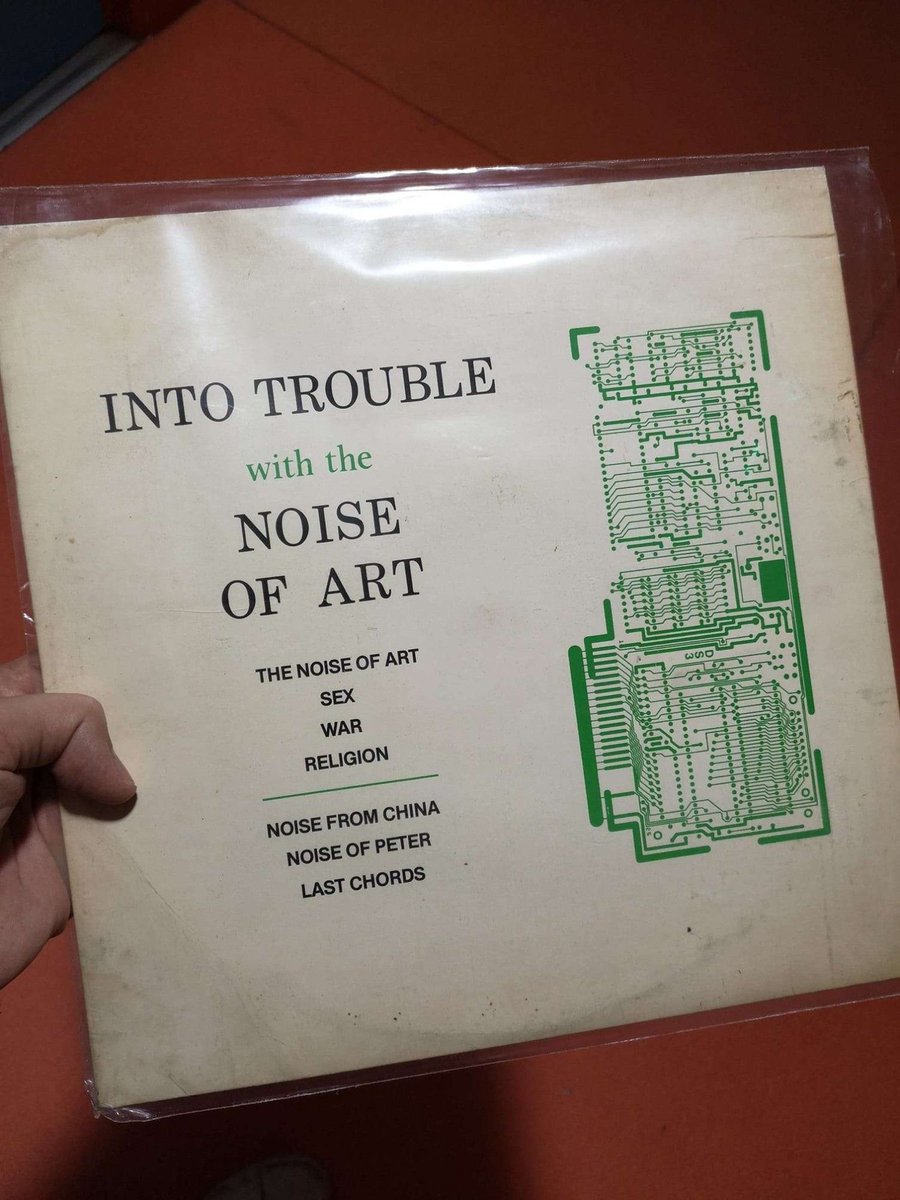 INTO TROUBLE
with the
NOISE
OF ART
THE NOISE OF ART
SEX
WAR
RELIGION
NOISE FROM CHINA
NOISE OF PETER
LAST CHORDS
DS3